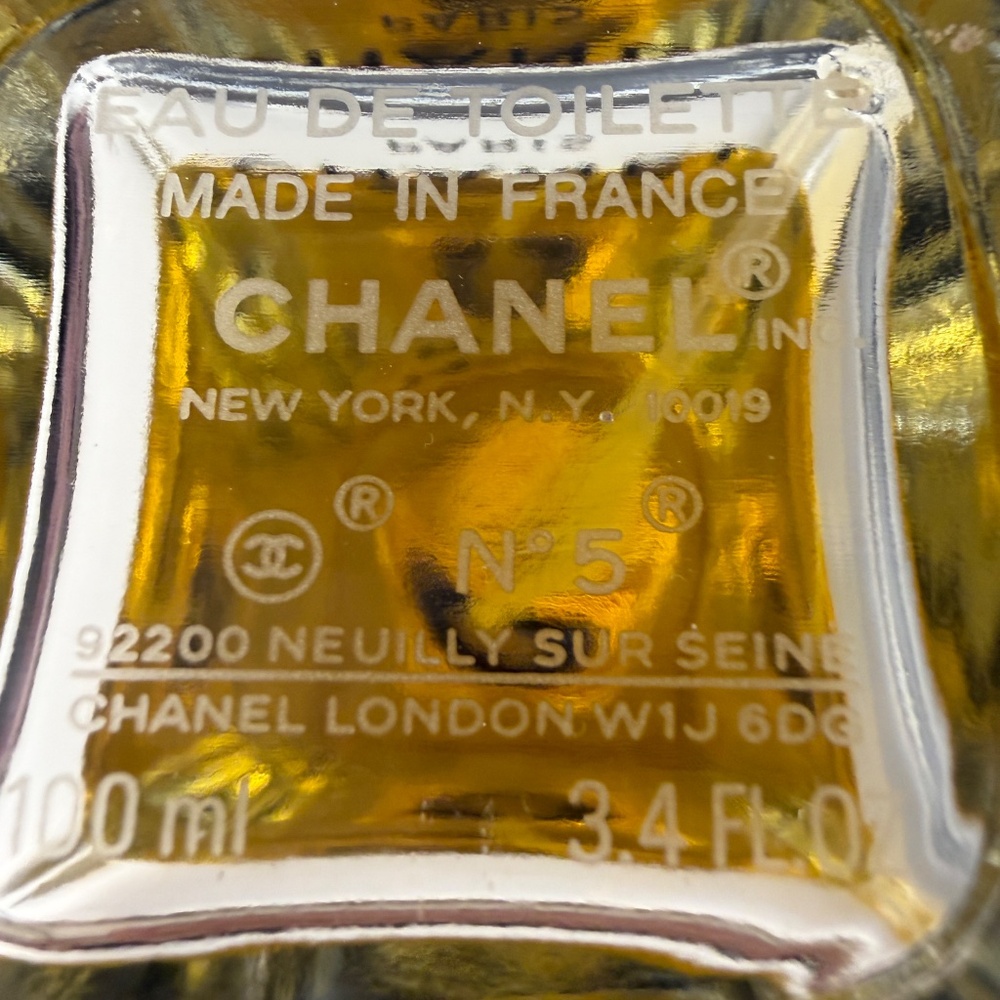 EAU DE TOILETTE
MADE IN FRANCE
CHANEL® INC.
NEW YORK, N.Y. 10019
® N°5 ®
92200 NEUILLY SUR SEINE
CHANEL LONDON W1J 6DG
100 ml 3.4 FL.OZ